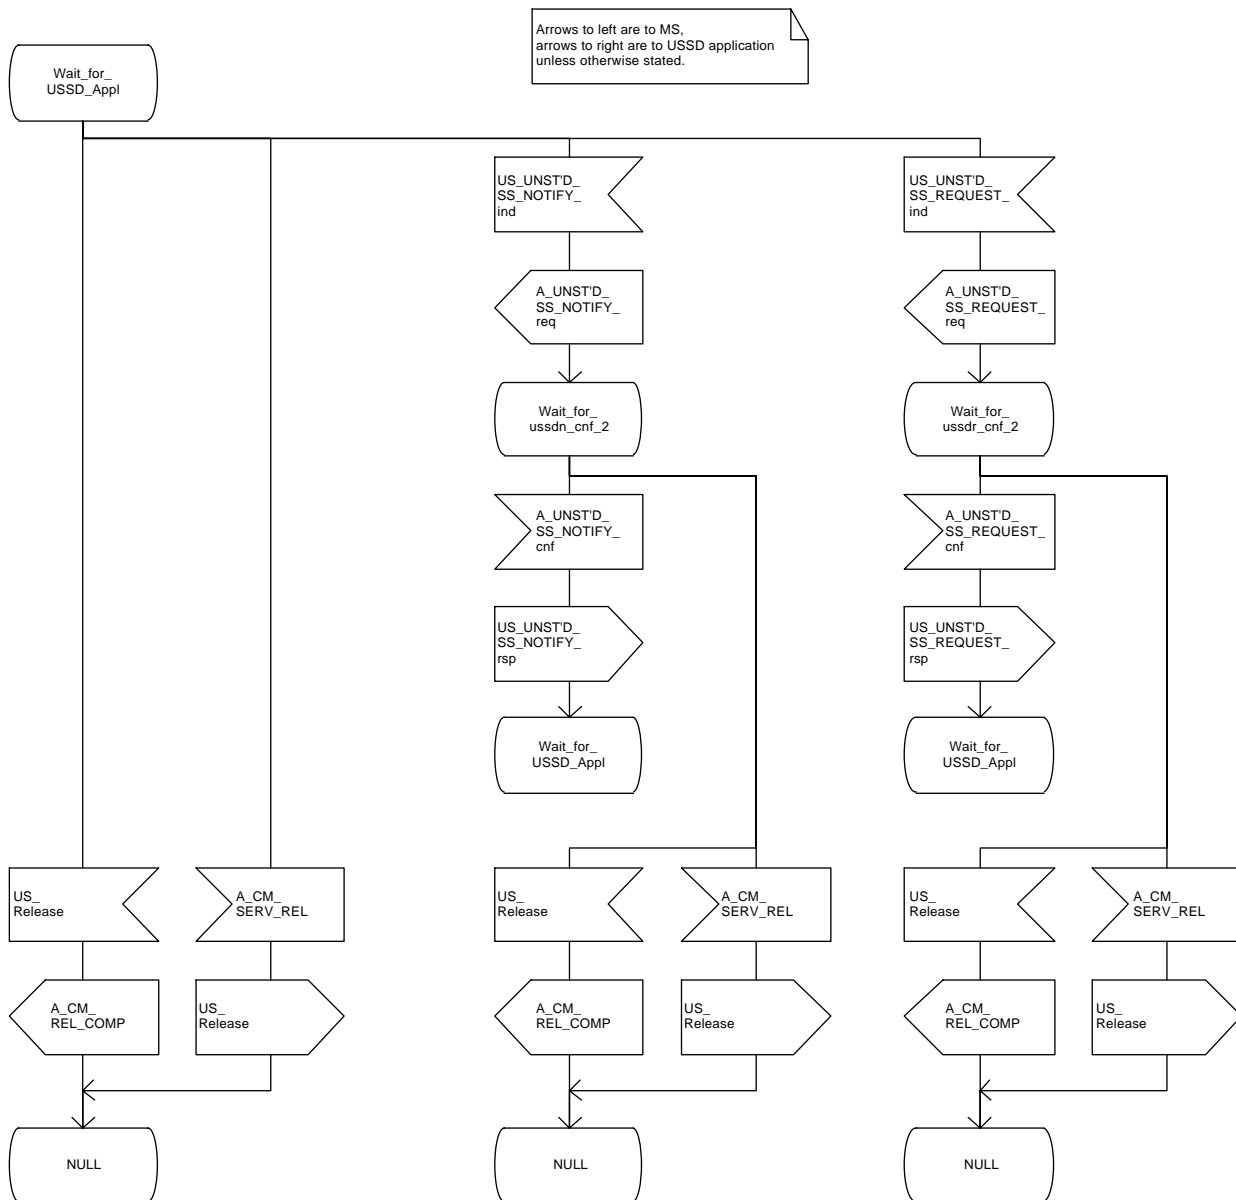 Arrows to left are to MS,
arrows to right are to USSD application
unless otherwise stated.
Wait_for_
USSD_Appl
US_UNST'D_
SS_NOTIFY_
ind
US_UNST'D_
SS_REQUEST_
ind
A_UNST'D_
SS_NOTIFY_
req
A_UNST'D_
SS_REQUEST_
req
Wait_for_
ussdn_cnf_2
Wait_for_
ussdr_cnf_2
A_UNST'D_
SS_NOTIFY_
cnf
A_UNST'D_
SS_REQUEST_
cnf
US_UNST'D_
SS_NOTIFY_
rsp
US_UNST'D_
SS_REQUEST_
rsp
Wait_for_
USSD_Appl
Wait_for_
USSD_Appl
US_
Release
A_CM_
SERV_REL
US_
Release
A_CM_
SERV_REL
US_
Release
A_CM_
SERV_REL
A_CM_
REL_COMP
US_
Release
A_CM_
REL_COMP
US_
Release
A_CM_
REL_COMP
US_
Release
NULL
NULL
NULL